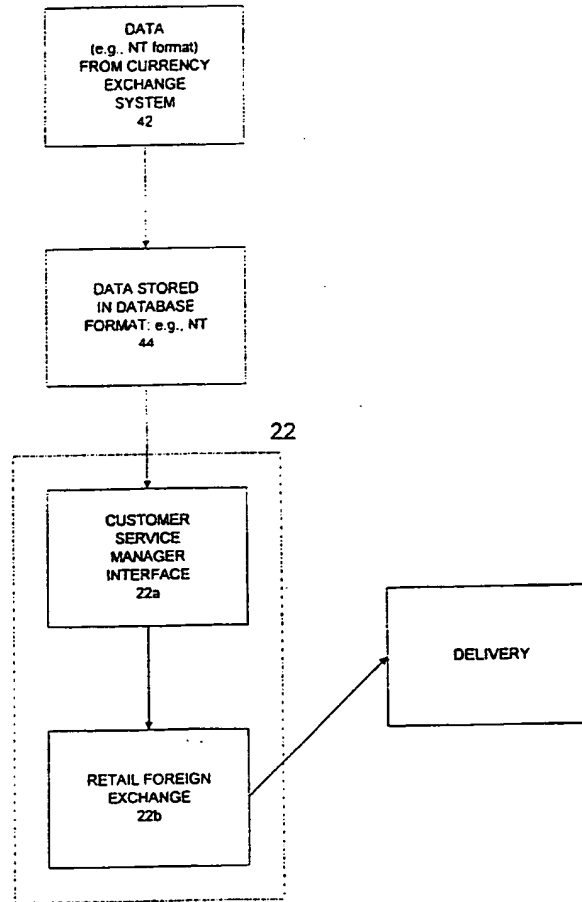 DATA
(e.g., NT format)
FROM CURRENCY
EXCHANGE
SYSTEM
42
DATA STORED
IN DATABASE
FORMAT: e.g., NT
44
22
CUSTOMER
SERVICE
MANAGER
INTERFACE
22a
DELIVERY
RETAIL FOREIGN
EXCHANGE
22b